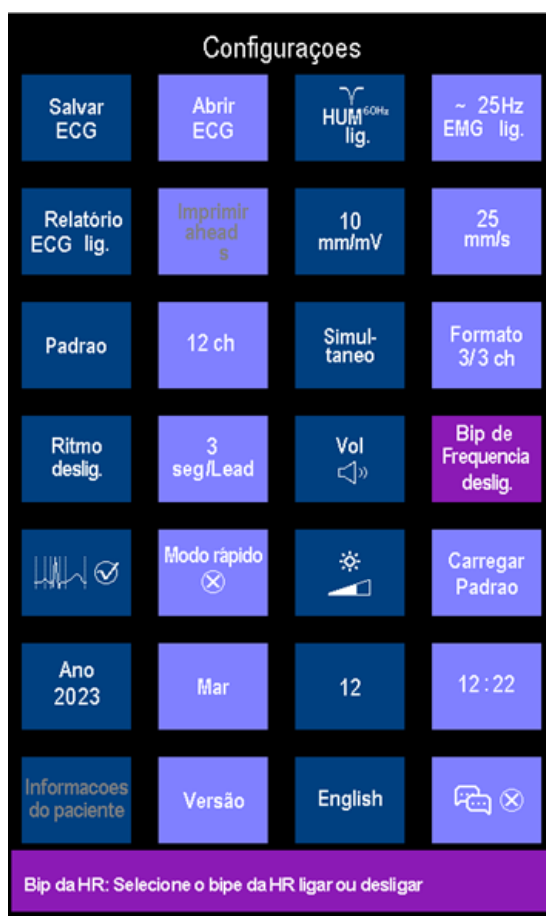 Configuraçoes
Salvar
ECG
Abrir
ECG
HUM60Hz
lig.
~ 25Hz
EMG lig.
Relatório
ECG lig.
Imprimir
ahead
s
10
mm/mV
25
mm/s
Padrao
12 ch
Simul-
taneo
Formato
3/3 ch
Ritmo
deslig.
3
seg/Lead
Vol
Bip de
Frequencia
deslig.
Modo rápido
Carregar
Padrao
Ano
2023
Mar
12
12:22
Informacoes
do paciente
Versão
English
Bip da HR: Selecione o bipe da HR ligar ou desligar